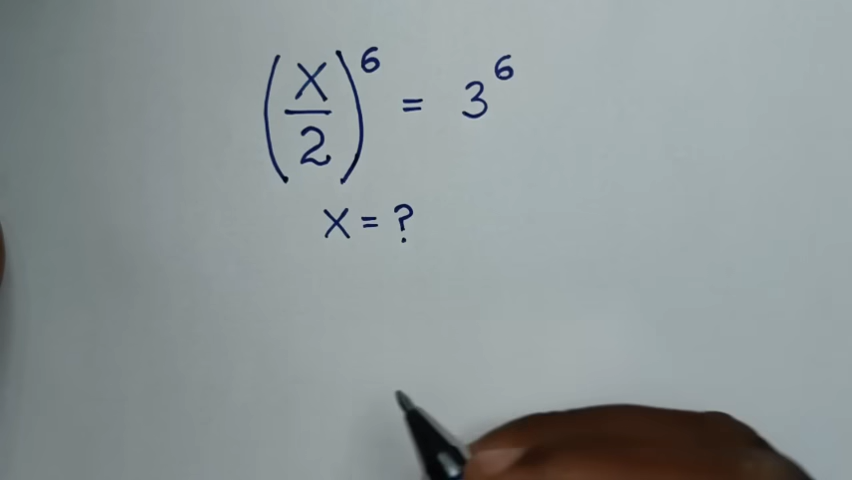 (x/2)^6 = 3^6
x = ?